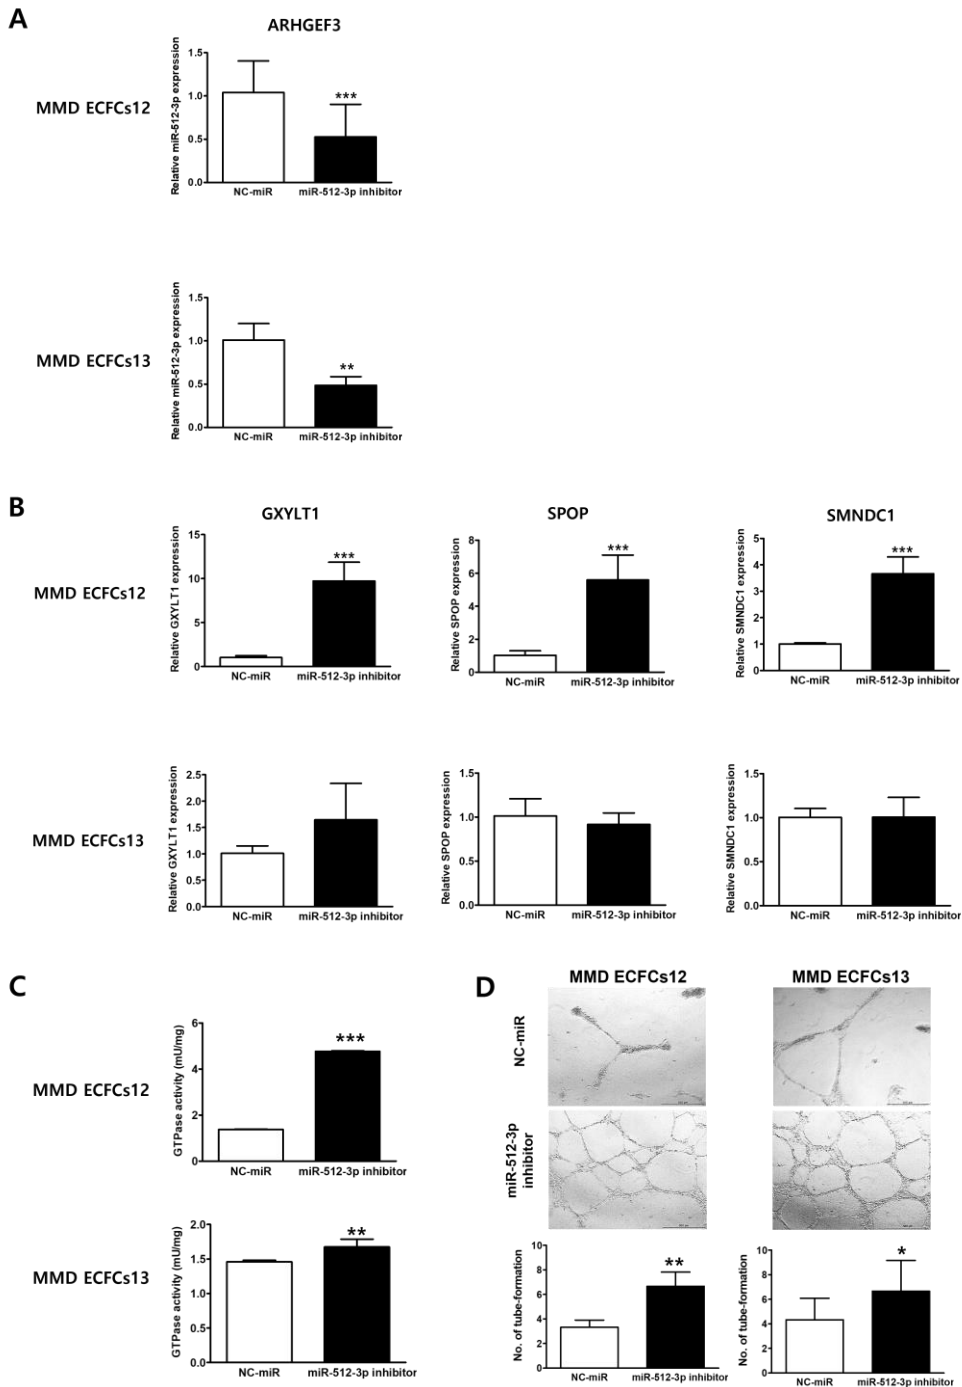 A
ARHGEF3
MMD ECFCs12
Relative miR-512-3p expression
1.5
1.0
0.5
0.0
***
NC-miR
miR-512-3p inhibitor
MMD ECFCs13
Relative miR-512-3p expression
1.5
1.0
0.5
0.0
**
NC-miR
miR-512-3p inhibitor
B
GXYLT1
SPOP
SMNDC1
MMD ECFCs12
Relative GXYLT1 expression
15
10
5
0
***
NC-miR
miR-512-3p inhibitor
Relative SPOP expression
8
6
4
2
0
***
NC-miR
miR-512-3p inhibitor
Relative SMNDC1 expression
5
4
3
2
1
0
***
NC-miR
miR-512-3p inhibitor
MMD ECFCs13
Relative GXYLT1 expression
2.5
2.0
1.5
1.0
0.5
0.0
NC-miR
miR-512-3p inhibitor
Relative SPOP expression
1.5
1.0
0.5
0.0
NC-miR
miR-512-3p inhibitor
Relative SMNDC1 expression
1.5
1.0
0.5
0.0
NC-miR
miR-512-3p inhibitor
C
MMD ECFCs12
GTPase activity (mU/mg)
6
4
2
0
***
NC-miR
miR-512-3p inhibitor
MMD ECFCs13
GTPase activity (mU/mg)
2.0
1.5
1.0
0.5
0.0
**
NC-miR
miR-512-3p inhibitor
D
MMD ECFCs12
MMD ECFCs13
NC-miR
miR-512-3p
inhibitor
No. of tube-formation
10
8
6
4
2
0
**
NC-miR
miR-512-3p inhibitor
No. of tube-formation
10
8
6
4
2
0
*
NC-miR
miR-512-3p inhibitor